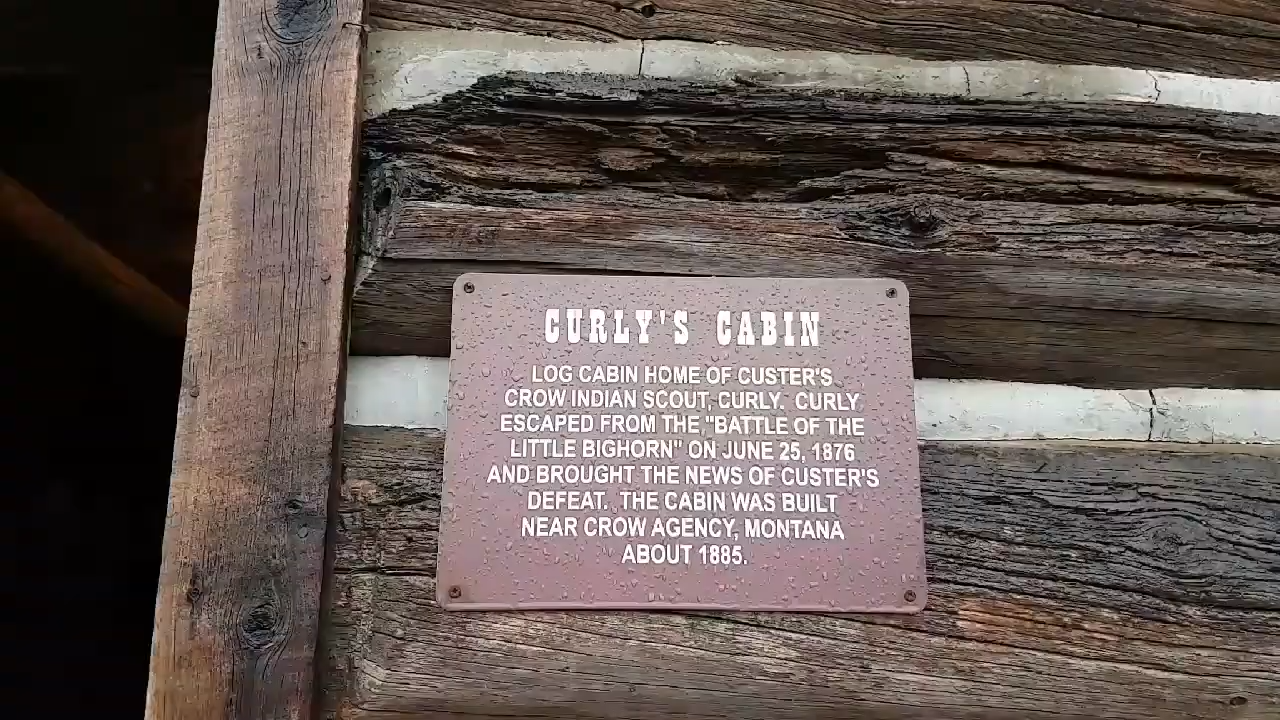 CURLY'S CABIN
LOG CABIN HOME OF CUSTER'S
CROW INDIAN SCOUT, CURLY. CURLY
ESCAPED FROM THE "BATTLE OF THE
LITTLE BIGHORN" ON JUNE 25, 1876
AND BROUGHT THE NEWS OF CUSTER'S
DEFEAT. THE CABIN WAS BUILT
NEAR CROW AGENCY, MONTANA
ABOUT 1885.